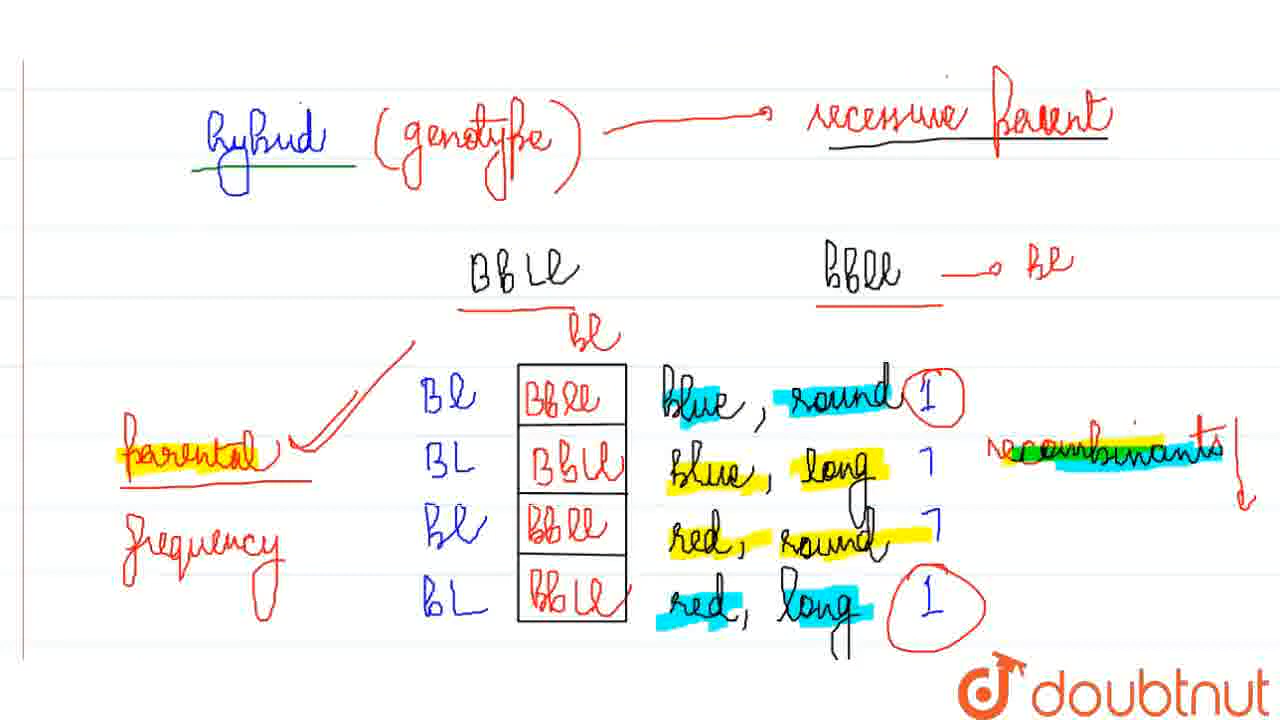 hybrid (genotype) → recessive parent
BbLl bbll → bl
bl
Bl Bbll blue, round 1
parental BL BbLl blue, long 7 recombinants ↓
frequency bl bbll red, round 7
bL bbLl red, long 1
doubtnut